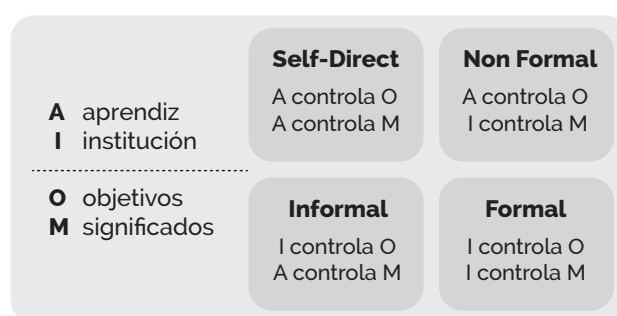 A aprendiz
I institución
O objetivos
M significados
Self-Direct
A controla O
A controla M
Non Formal
A controla O
I controla M
Informal
I controla O
A controla M
Formal
I controla O
I controla M